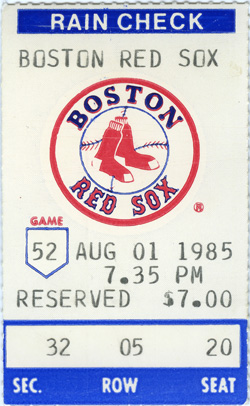 RAIN CHECK
BOSTON RED SOX
BOSTON
RED SOX
®
GAME
52 AUG 01 1985
7.35 PM
RESERVED $7.00
32 05 20
SEC. ROW SEAT